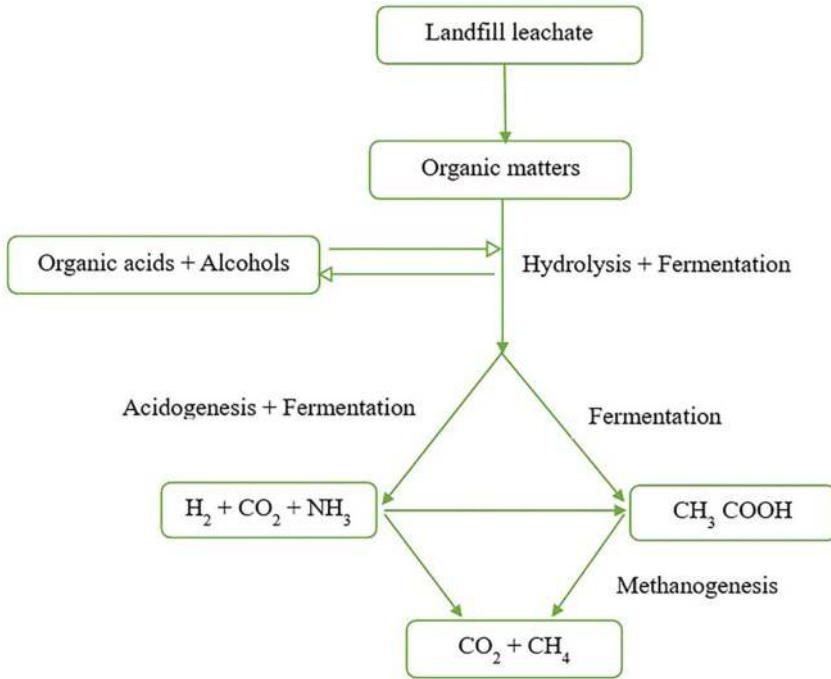 Landfill leachate
Organic matters
Organic acids + Alcohols
Hydrolysis + Fermentation
Acidogenesis + Fermentation
Fermentation
H₂ + CO₂ + NH₃
CH₃ COOH
Methanogenesis
CO₂ + CH₄